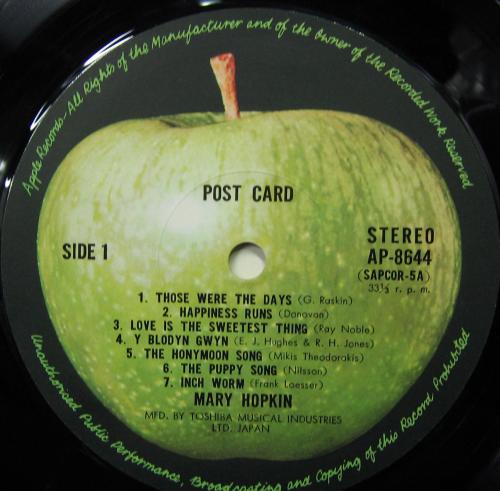 Apple Records-All Rights of the Manufacturer and of the Owner of the Recorded Work Reserved
POST CARD
SIDE 1
STEREO
AP-8644
(SAPCOR-5A)
33⅓ r. p. m.
1. THOSE WERE THE DAYS (G. Raskin)
2. HAPPINESS RUNS (Donovan)
3. LOVE IS THE SWEETEST THING (Ray Noble)
4. Y BLODYN GWYN (E. J. Hughes & R. H. Jones)
5. THE HONYMOON SONG (Mikis Theodorakis)
6. THE PUPPY SONG (Nilsson)
7. INCH WORM (Frank Loesser)
MARY HOPKIN
MFD. BY TOSHIBA MUSICAL INDUSTRIES
LTD. JAPAN
Unauthorised Public Performance, Broadcasting and Copying of this Record Prohibited